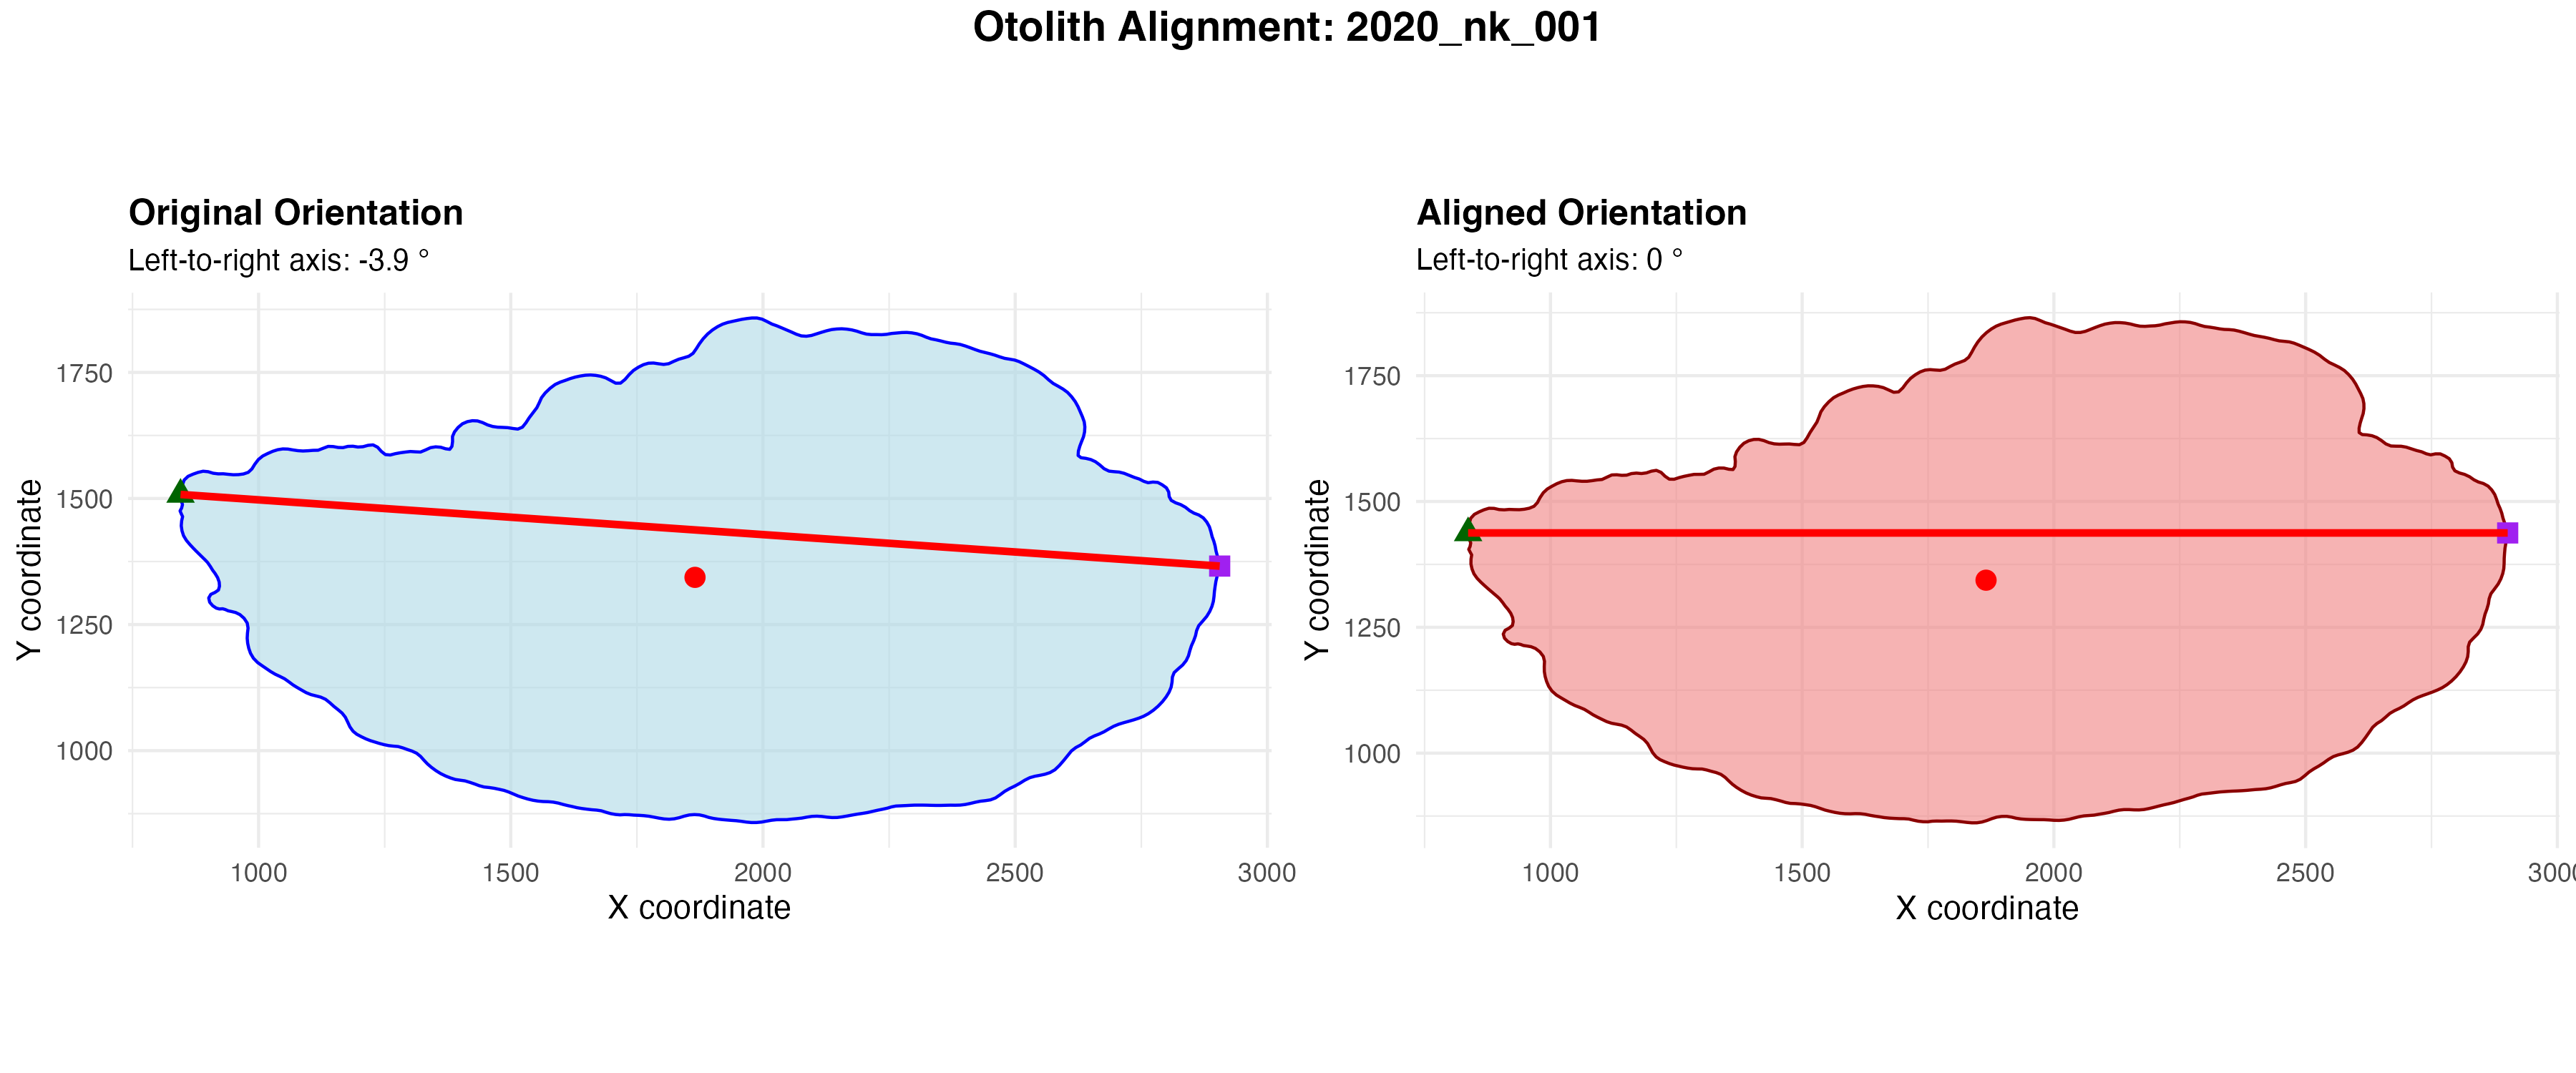 Otolith Alignment: 2020_nk_001
Original Orientation
Left-to-right axis: -3.9 °
Y coordinate
1750
1500
1250
1000
1000 1500 2000 2500 3000
X coordinate
Aligned Orientation
Left-to-right axis: 0 °
Y coordinate
1750
1500
1250
1000
1000 1500 2000 2500 3000
X coordinate